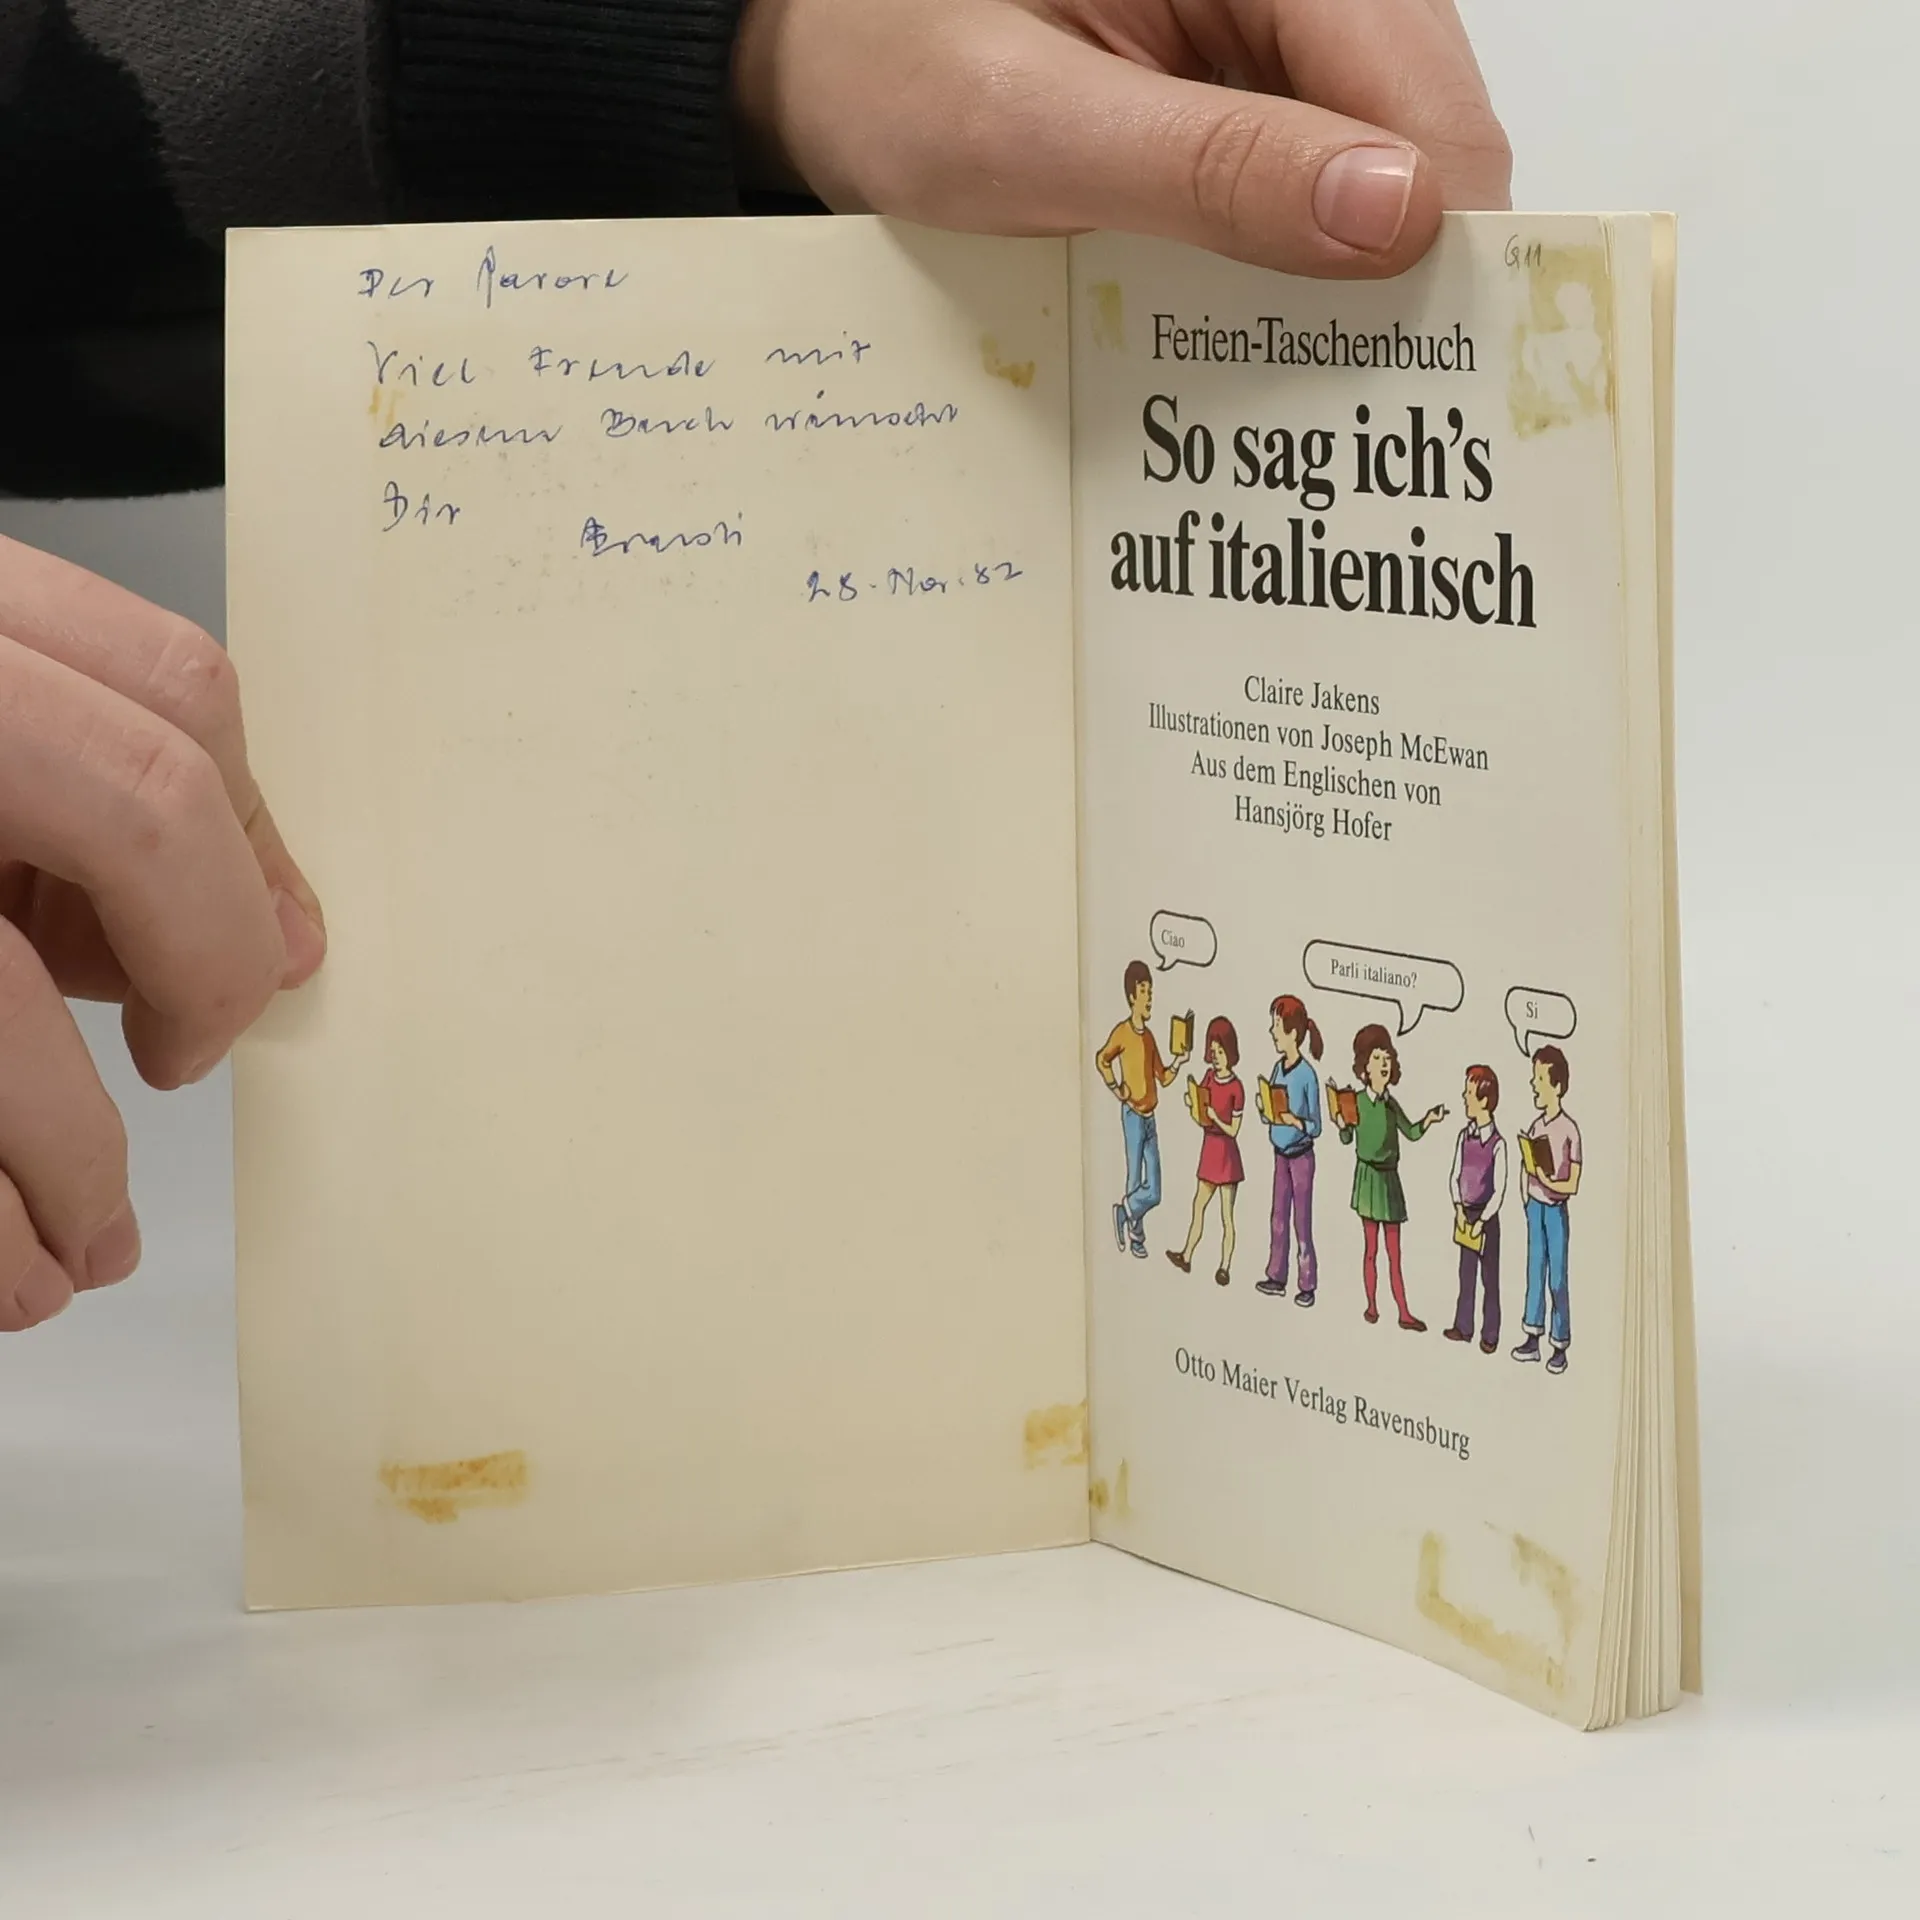 Viel Freude mit
diesem Buch wünscht
Dir
28. Nov. 82
G11
Ferien-Taschenbuch
So sag ich's
auf italienisch
Claire Jakens
Illustrationen von Joseph McEwan
Aus dem Englischen von
Hansjörg Hofer
Ciao
Parli italiano?
Si
Otto Maier Verlag Ravensburg